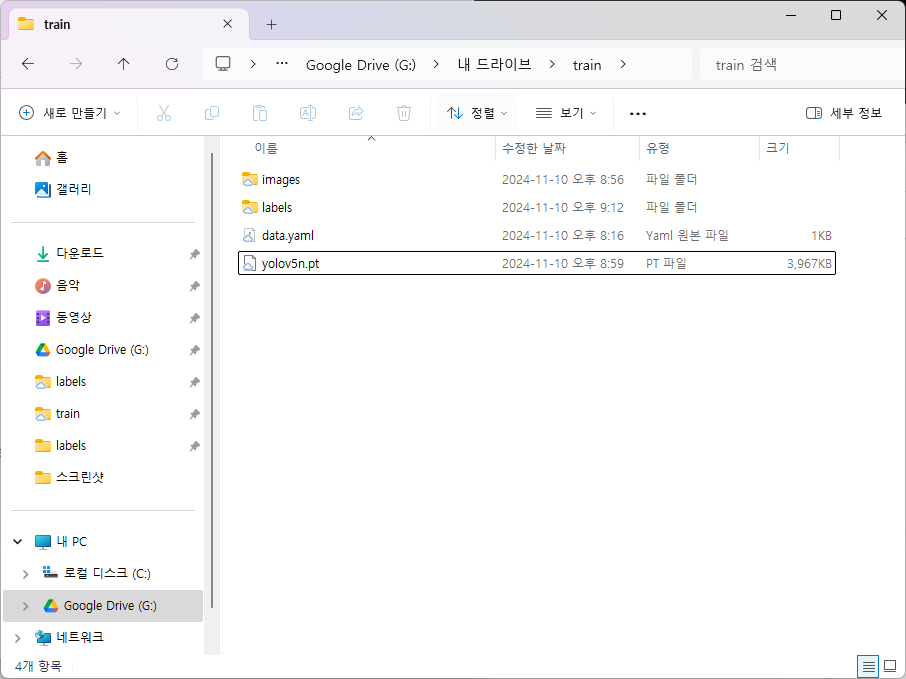 train
Google Drive (G:) 내 드라이브 train
train 검색
새로 만들기
정렬
보기
세부 정보
홈
갤러리
다운로드
음악
동영상
Google Drive (G:)
labels
train
labels
스크린샷
내 PC
로컬 디스크 (C:)
Google Drive (G:)
네트워크
이름 수정한 날짜 유형 크기
images 2024-11-10 오후 8:56 파일 폴더
labels 2024-11-10 오후 9:12 파일 폴더
data.yaml 2024-11-10 오후 8:16 Yaml 원본 파일 1KB
yolov5n.pt 2024-11-10 오후 8:59 PT 파일 3,967KB
4개 항목